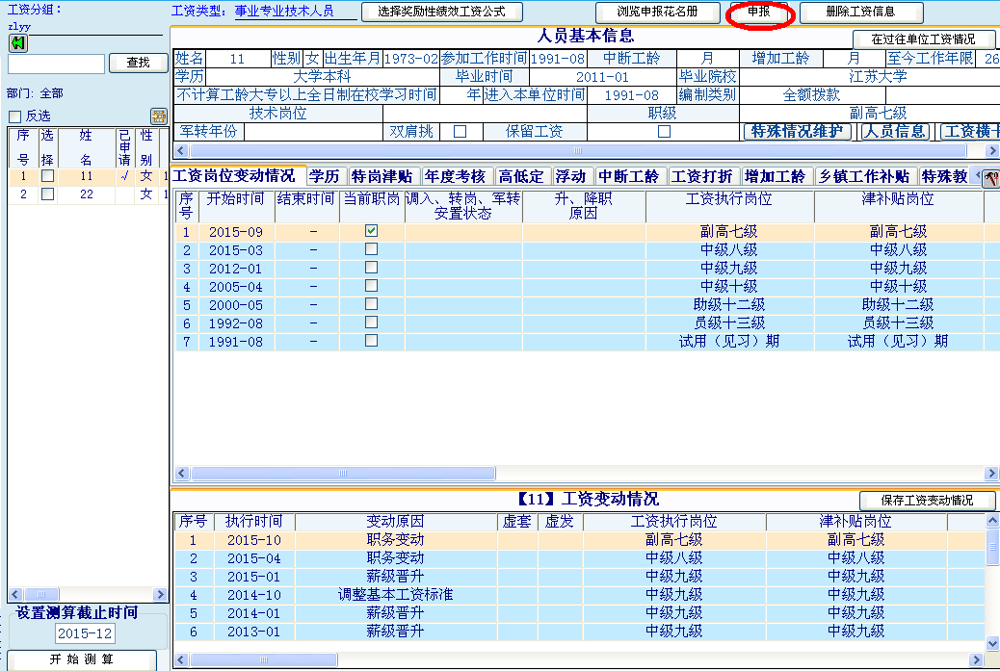 工资分组：
zlyy
查找
部门: 全部
反选
序号 选择 姓名 已申请 性别
1 11 √ 女 1
2 22 女 1
设置测算截止时间
2015-12
开 始 测 算
工资类型: 事业专业技术人员 选择奖励性绩效工资公式 浏览申报花名册 申报 删除工资信息
人员基本信息 在过往单位工资情况
姓名 11 性别 女 出生年月 1973-02 参加工作时间 1991-08 中断工龄 月 增加工龄 月 至今工作年限 26
学历 大学本科 毕业时间 2011-01 毕业院校 江苏大学
不计算工龄大专以上全日制在校学习时间 年 进入本单位时间 1991-08 编制类别 全额拨款
技术岗位 职级 副高七级
军转年份 双肩挑 保留工资 特殊情况维护 人员信息 工资横卡
工资岗位变动情况 学历 特岗津贴 年度考核 高低定 浮动 中断工龄 工资打折 增加工龄 乡镇工作补贴 特殊教
序号 开始时间 结束时间 当前职岗 调入、转岗、军转安置状态 升、降职原因 工资执行岗位 津补贴岗位
1 2015-09 - 副高七级 副高七级
2 2015-03 - 中级八级 中级八级
3 2012-01 - 中级九级 中级九级
4 2005-04 - 中级十级 中级十级
5 2000-05 - 助级十二级 助级十二级
6 1992-08 - 员级十三级 员级十三级
7 1991-08 - 试用（见习）期 试用（见习）期
【11】工资变动情况 保存工资变动情况
序号 执行时间 变动原因 虚套 虚发 工资执行岗位 津补贴岗位
1 2015-10 职务变动 副高七级 副高七级
2 2015-04 职务变动 中级八级 中级八级
3 2015-01 薪级晋升 中级九级 中级九级
4 2014-10 调整基本工资标准 中级九级 中级九级
5 2014-01 薪级晋升 中级九级 中级九级
6 2013-01 薪级晋升 中级九级 中级九级